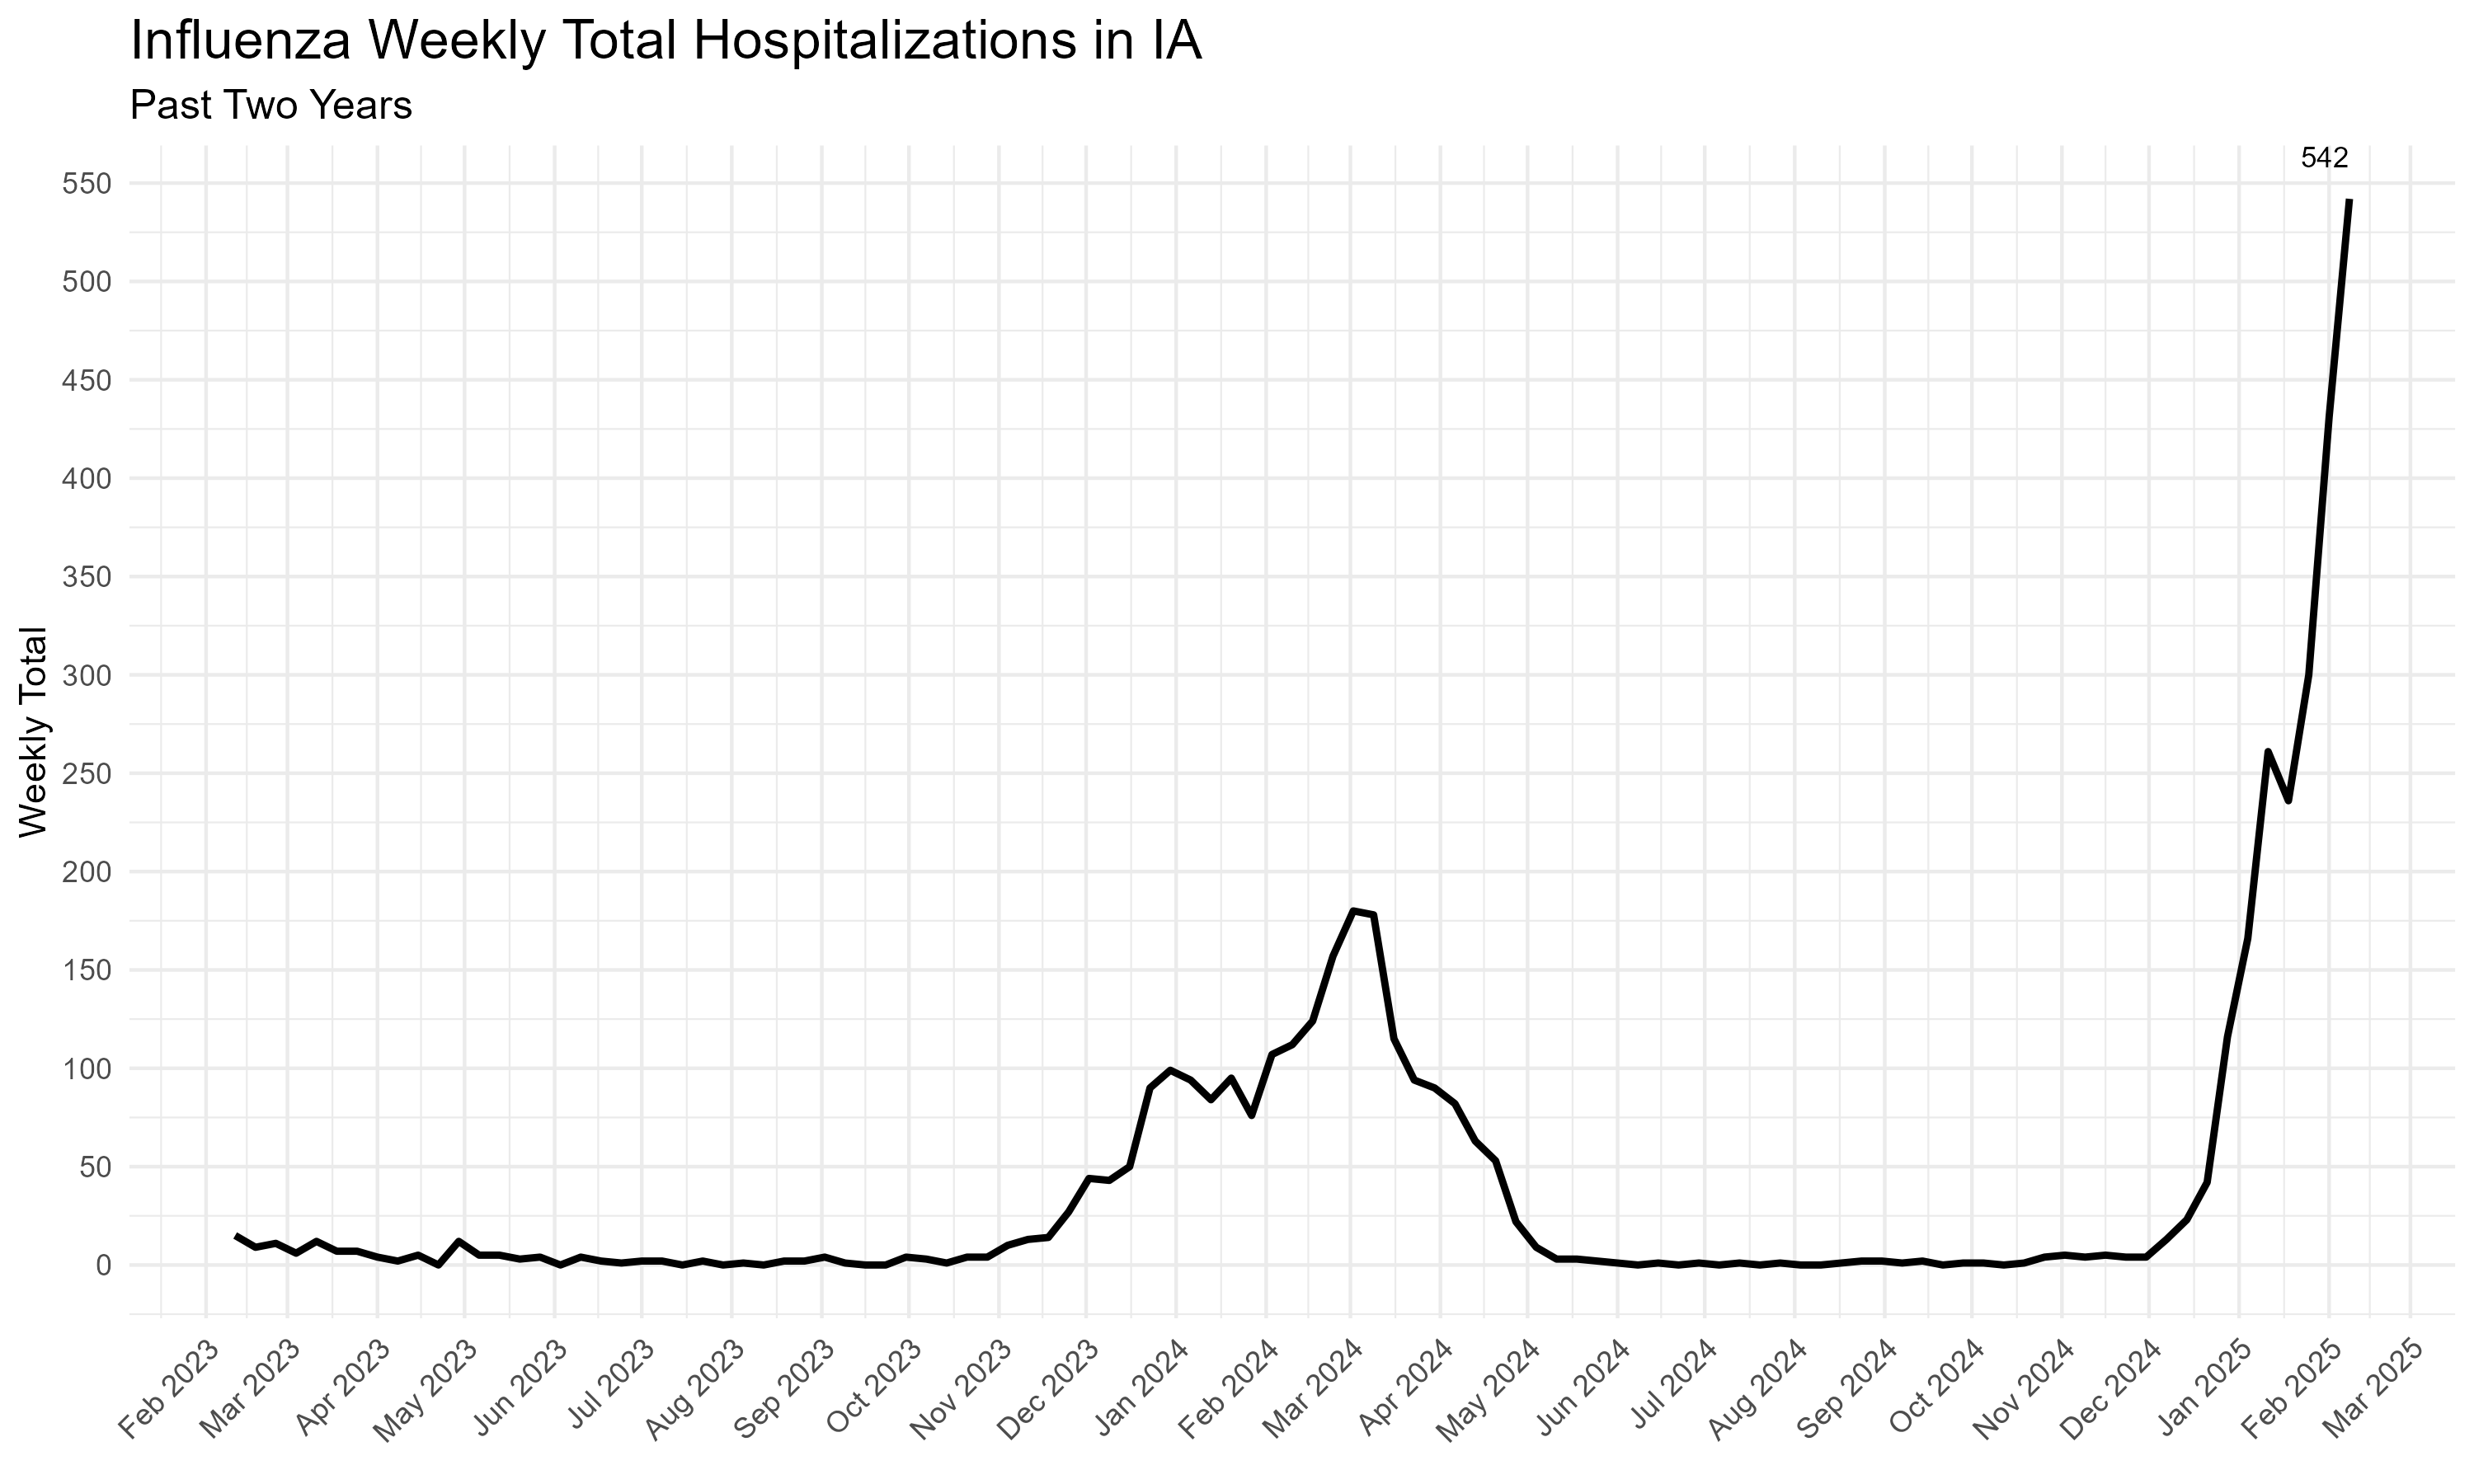 Influenza Weekly Total Hospitalizations in IA
Past Two Years
542
550
500
450
400
350
300
250
200
150
100
50
0
Weekly Total
Feb 2023
Mar 2023
Apr 2023
May 2023
Jun 2023
Jul 2023
Aug 2023
Sep 2023
Oct 2023
Nov 2023
Dec 2023
Jan 2024
Feb 2024
Mar 2024
Apr 2024
May 2024
Jun 2024
Jul 2024
Aug 2024
Sep 2024
Oct 2024
Nov 2024
Dec 2024
Jan 2025
Feb 2025
Mar 2025